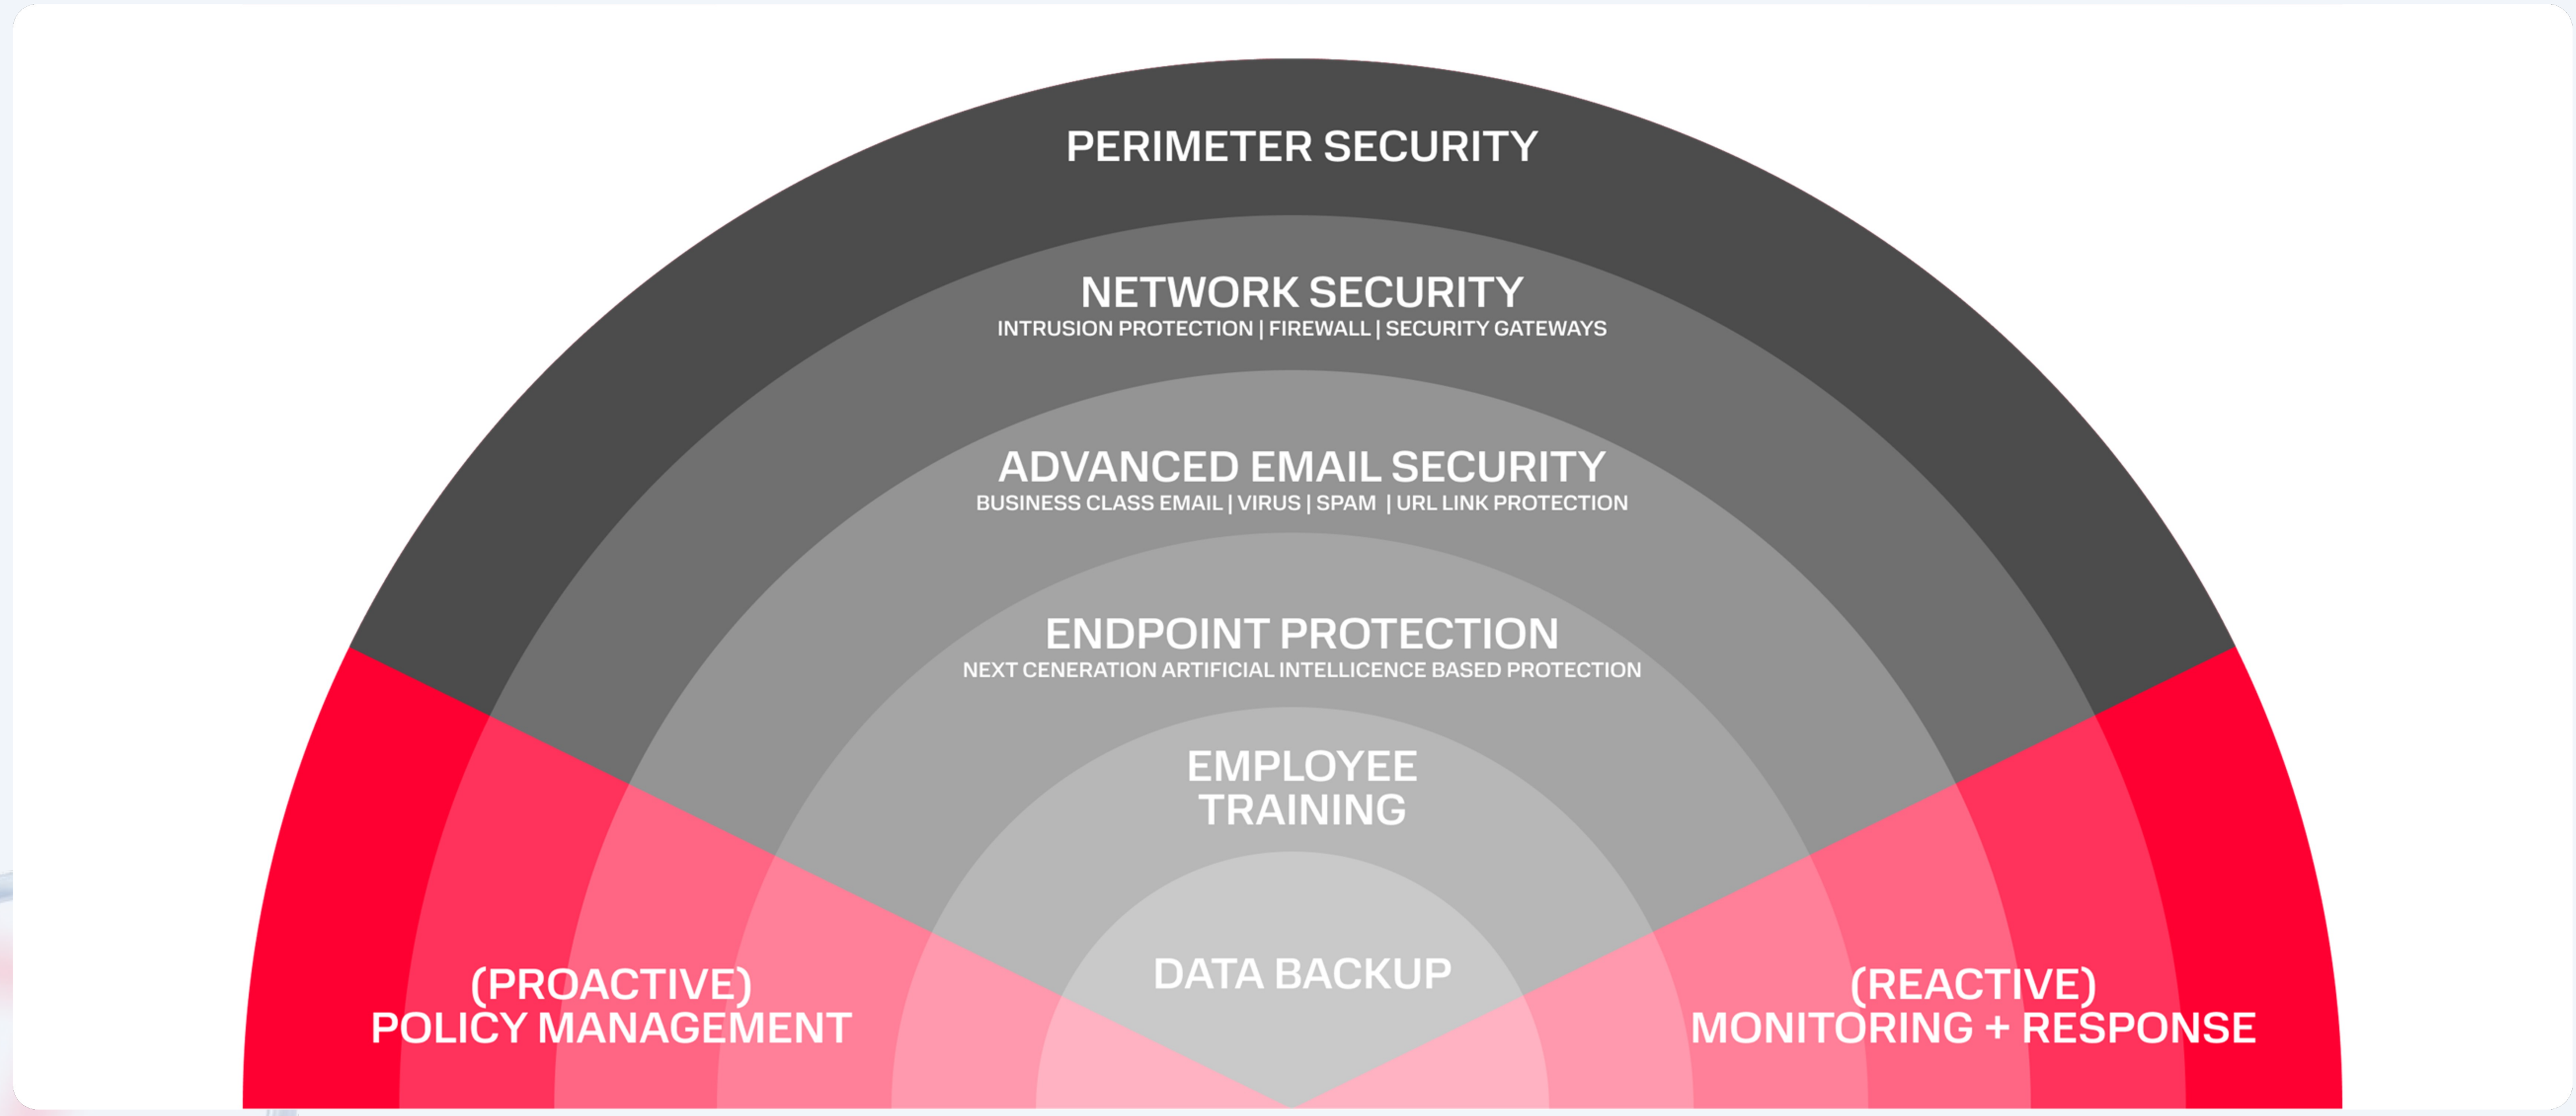 PERIMETER SECURITY
NETWORK SECURITY
INTRUSION PROTECTION | FIREWALL | SECURITY GATEWAYS
ADVANCED EMAIL SECURITY
BUSINESS CLASS EMAIL | VIRUS | SPAM | URL LINK PROTECTION
ENDPOINT PROTECTION
NEXT CENERATION ARTIFICIAL INTELLICENCE BASED PROTECTION
EMPLOYEE
TRAINING
DATA BACKUP
(PROACTIVE)
POLICY MANAGEMENT
(REACTIVE)
MONITORING + RESPONSE